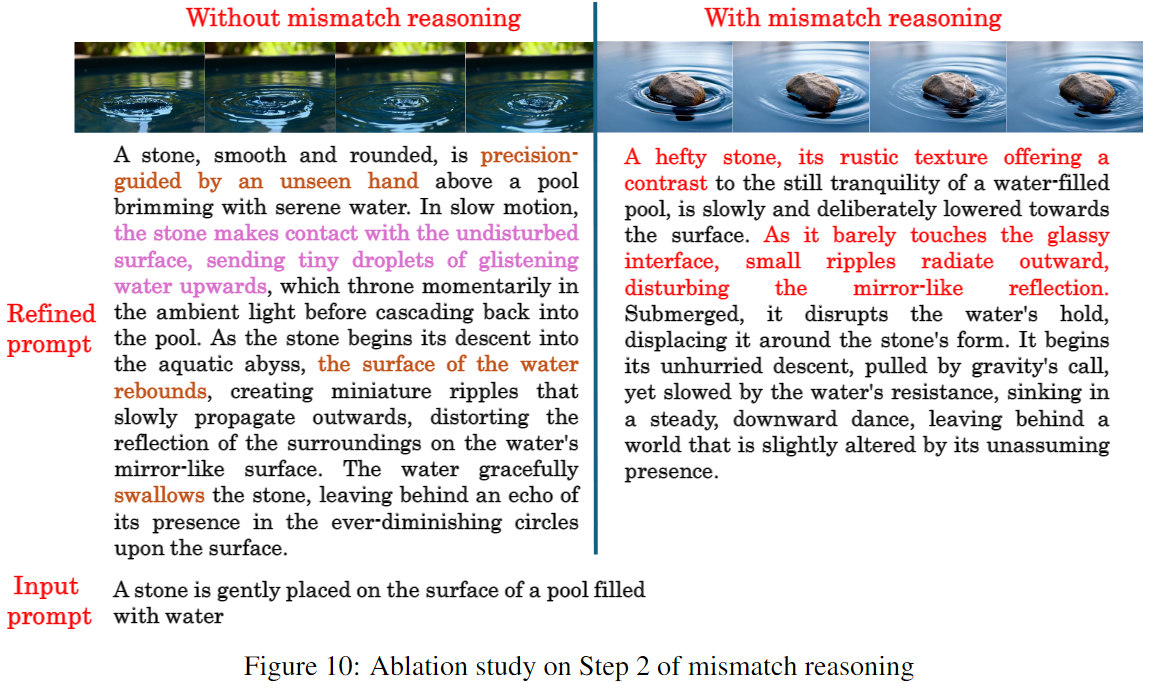 Without mismatch reasoning
With mismatch reasoning
Refined
prompt
A stone, smooth and rounded, is precision-
guided by an unseen hand above a pool
brimming with serene water. In slow motion,
the stone makes contact with the undisturbed
surface, sending tiny droplets of glistening
water upwards, which throne momentarily in
the ambient light before cascading back into
the pool. As the stone begins its descent into
the aquatic abyss, the surface of the water
rebounds, creating miniature ripples that
slowly propagate outwards, distorting the
reflection of the surroundings on the water's
mirror-like surface. The water gracefully
swallows the stone, leaving behind an echo of
its presence in the ever-diminishing circles
upon the surface.
A hefty stone, its rustic texture offering a
contrast to the still tranquility of a water-filled
pool, is slowly and deliberately lowered towards
the surface. As it barely touches the glassy
interface, small ripples radiate outward,
disturbing the mirror-like reflection.
Submerged, it disrupts the water's hold,
displacing it around the stone's form. It begins
its unhurried descent, pulled by gravity's call,
yet slowed by the water's resistance, sinking in
a steady, downward dance, leaving behind a
world that is slightly altered by its unassuming
presence.
Input
prompt
A stone is gently placed on the surface of a pool filled
with water
Figure 10: Ablation study on Step 2 of mismatch reasoning